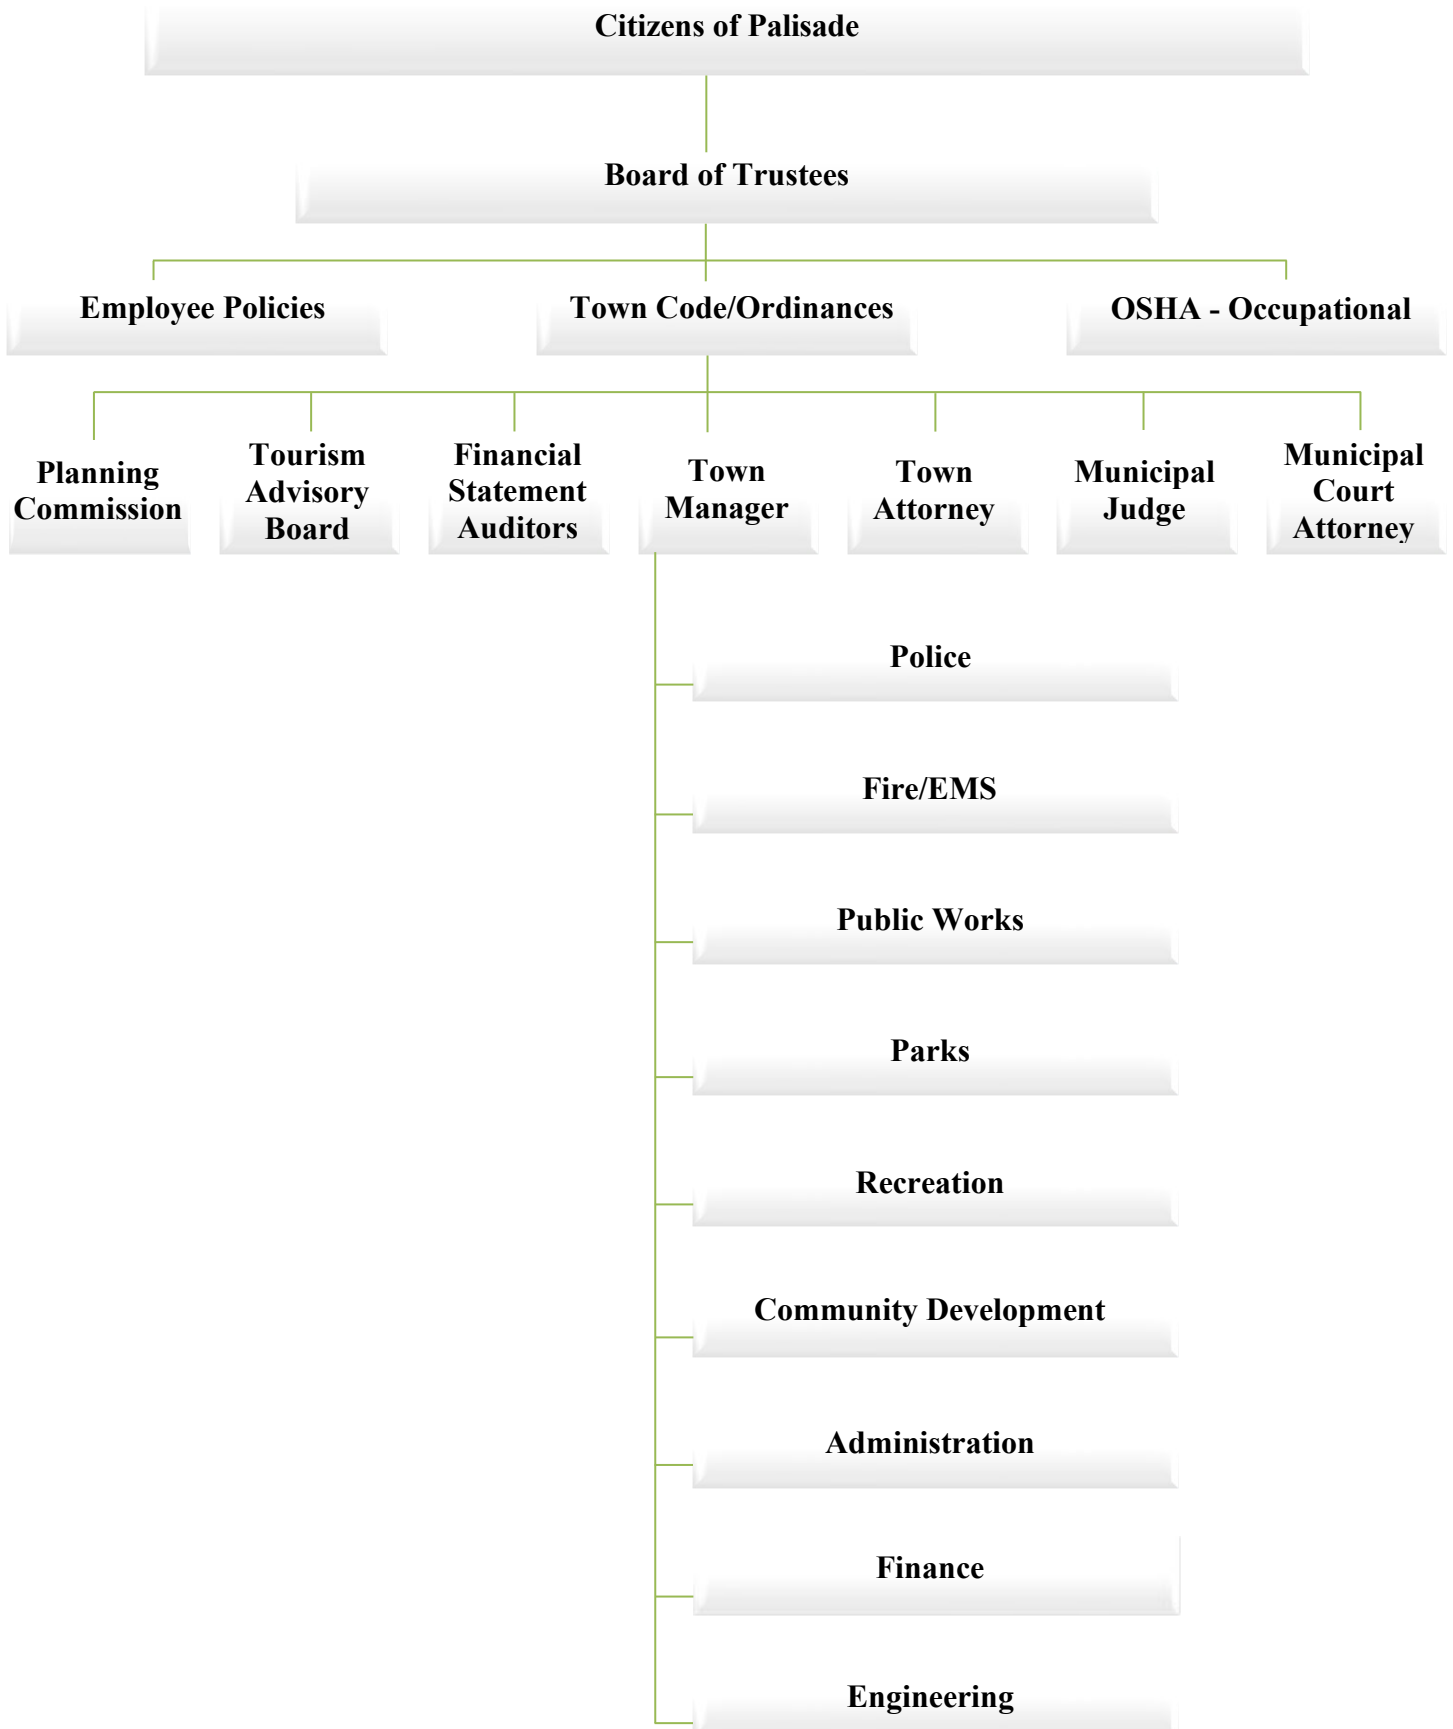 Citizens of Palisade
Board of Trustees
Employee Policies
Town Code/Ordinances
OSHA - Occupational
Planning
Commission
Tourism
Advisory
Board
Financial
Statement
Auditors
Town
Manager
Town
Attorney
Municipal
Judge
Municipal
Court
Attorney
Police
Fire/EMS
Public Works
Parks
Recreation
Community Development
Administration
Finance
Engineering